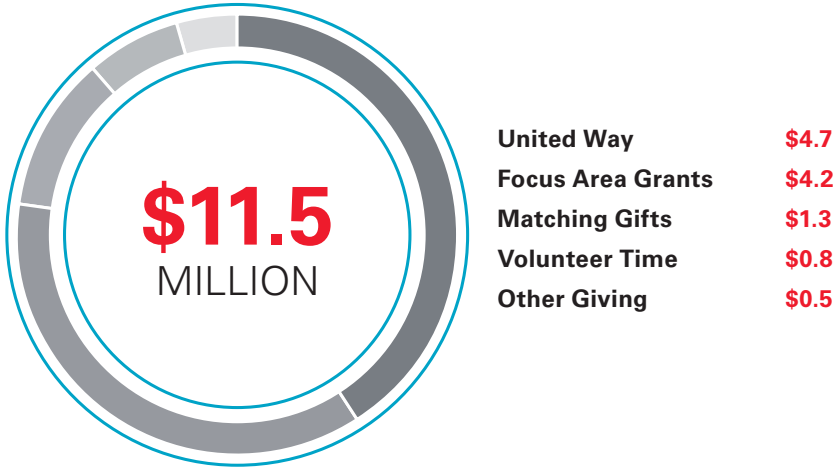 $11.5
MILLION
United Way $4.7
Focus Area Grants $4.2
Matching Gifts $1.3
Volunteer Time $0.8
Other Giving $0.5